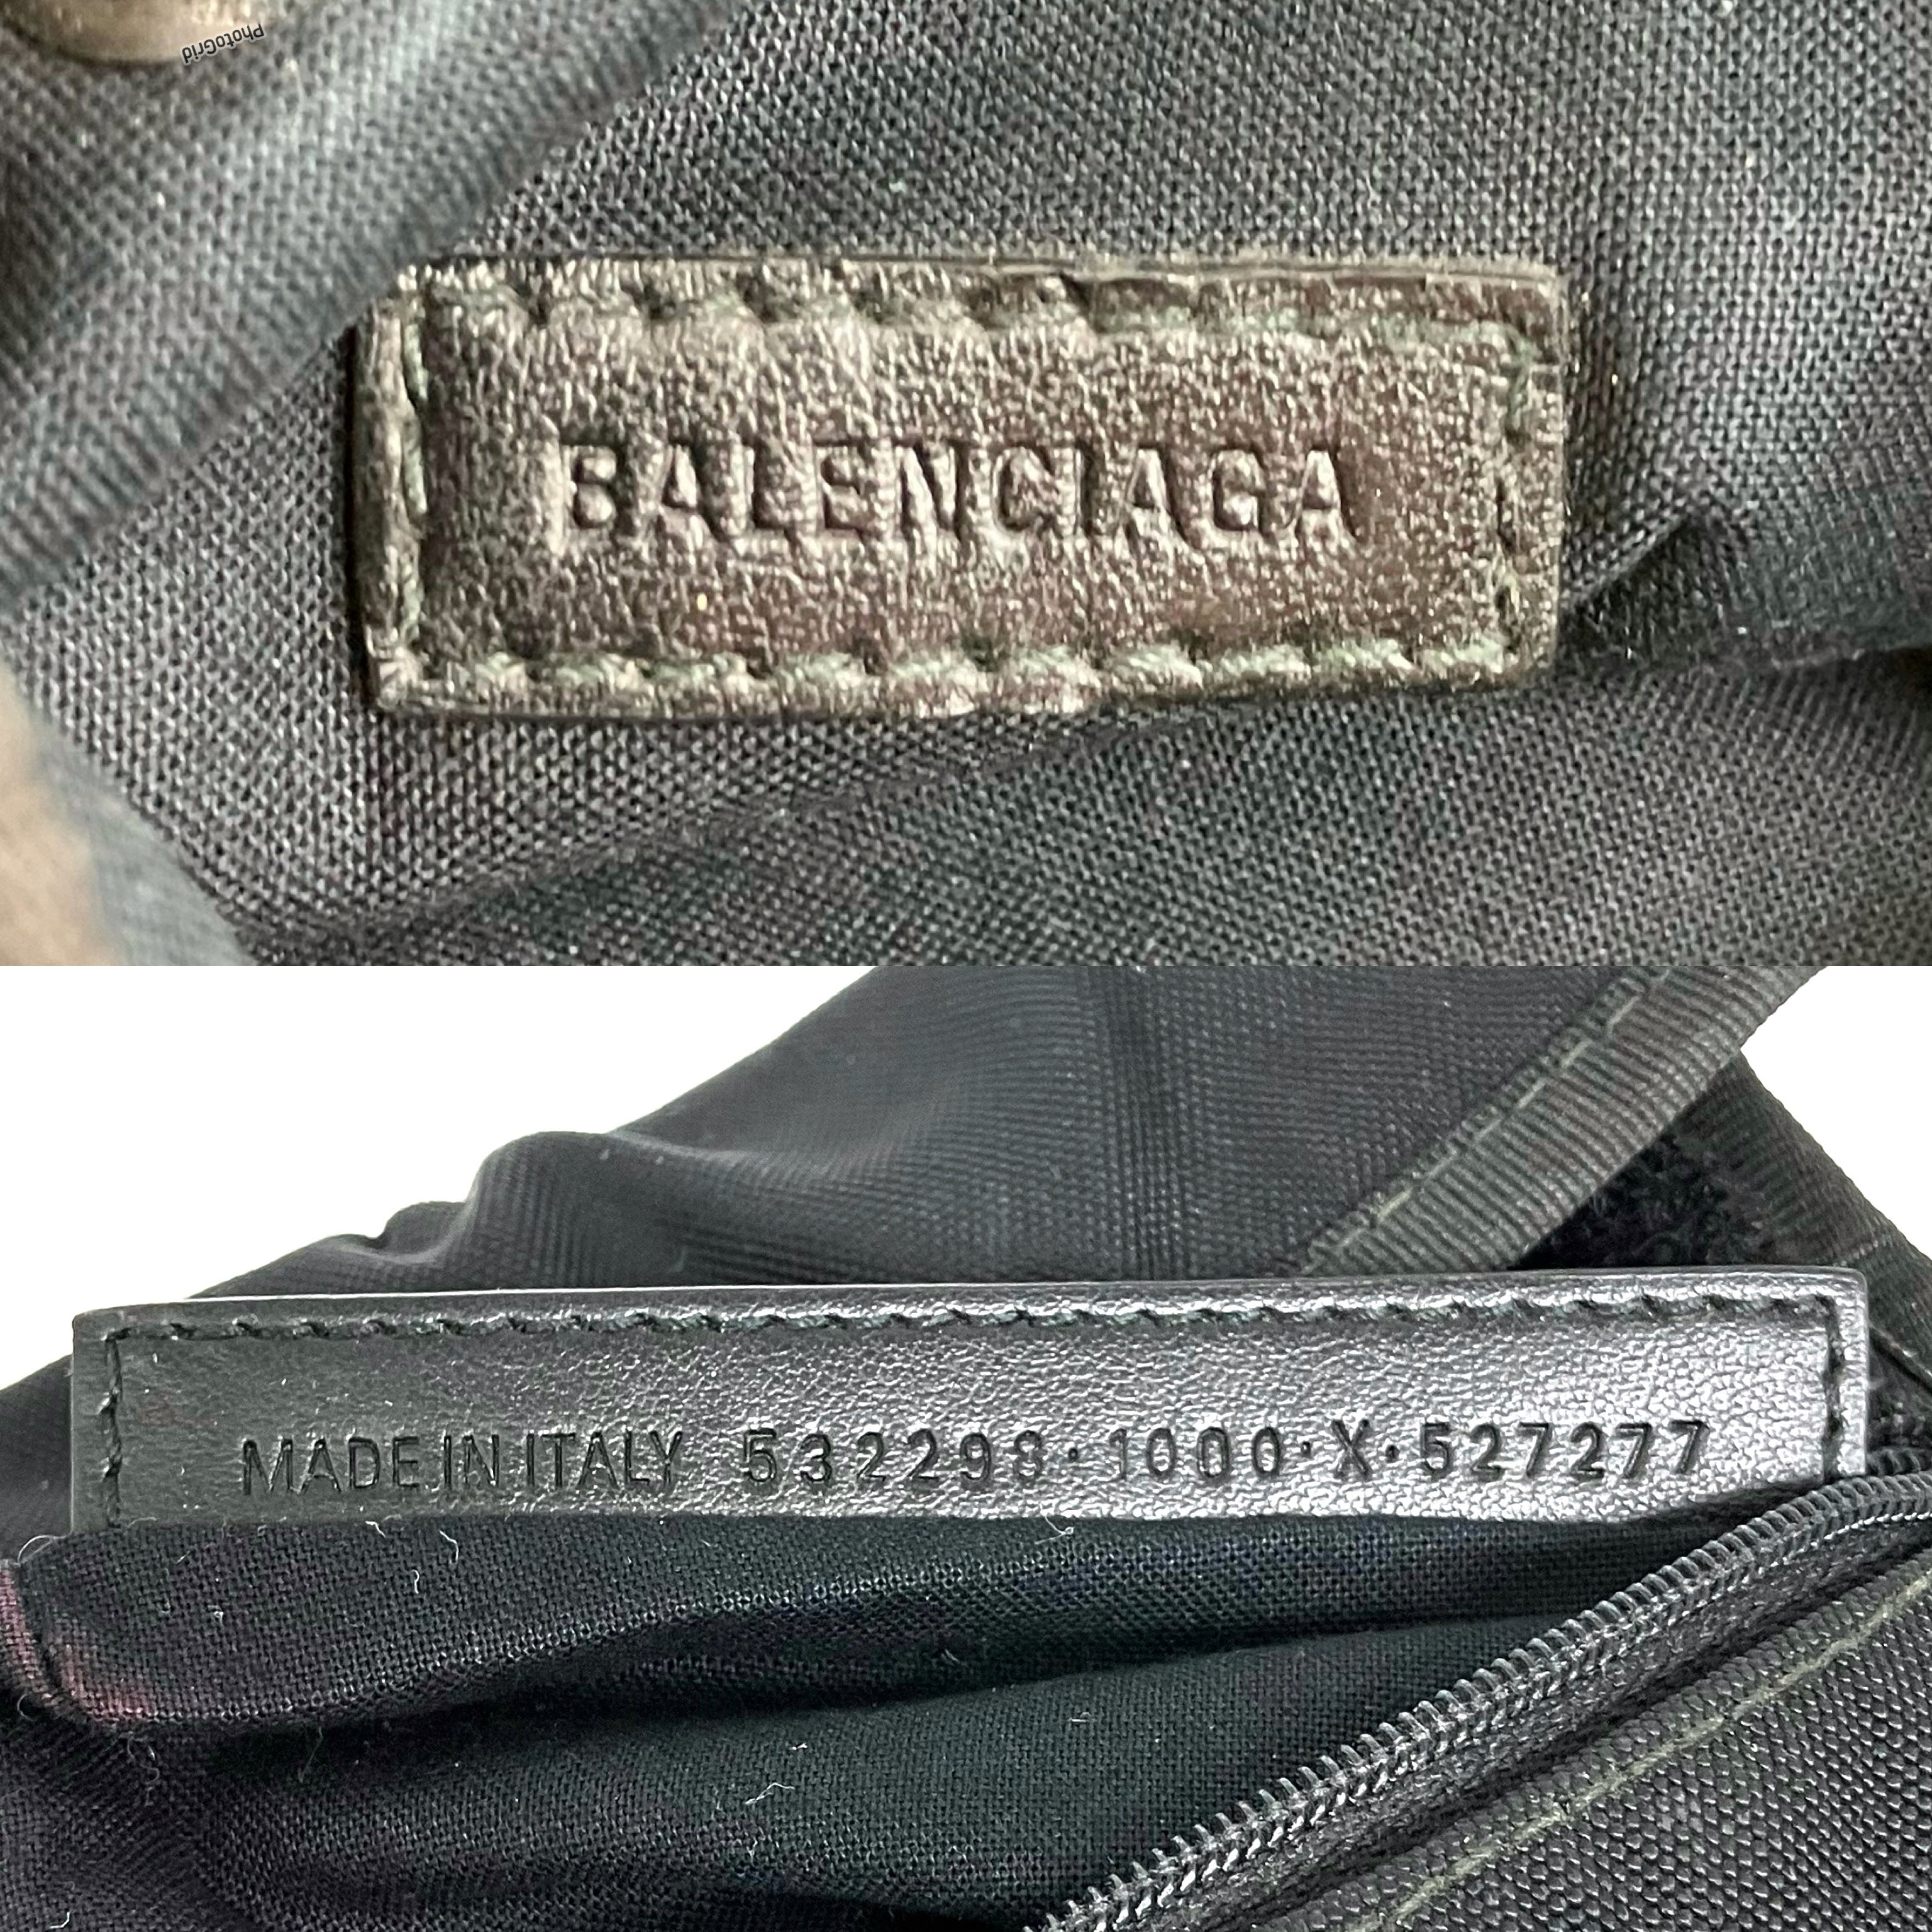 PhotoGrid
BALENCIAGA
MADE IN ITALY 532298·1000·X·527277